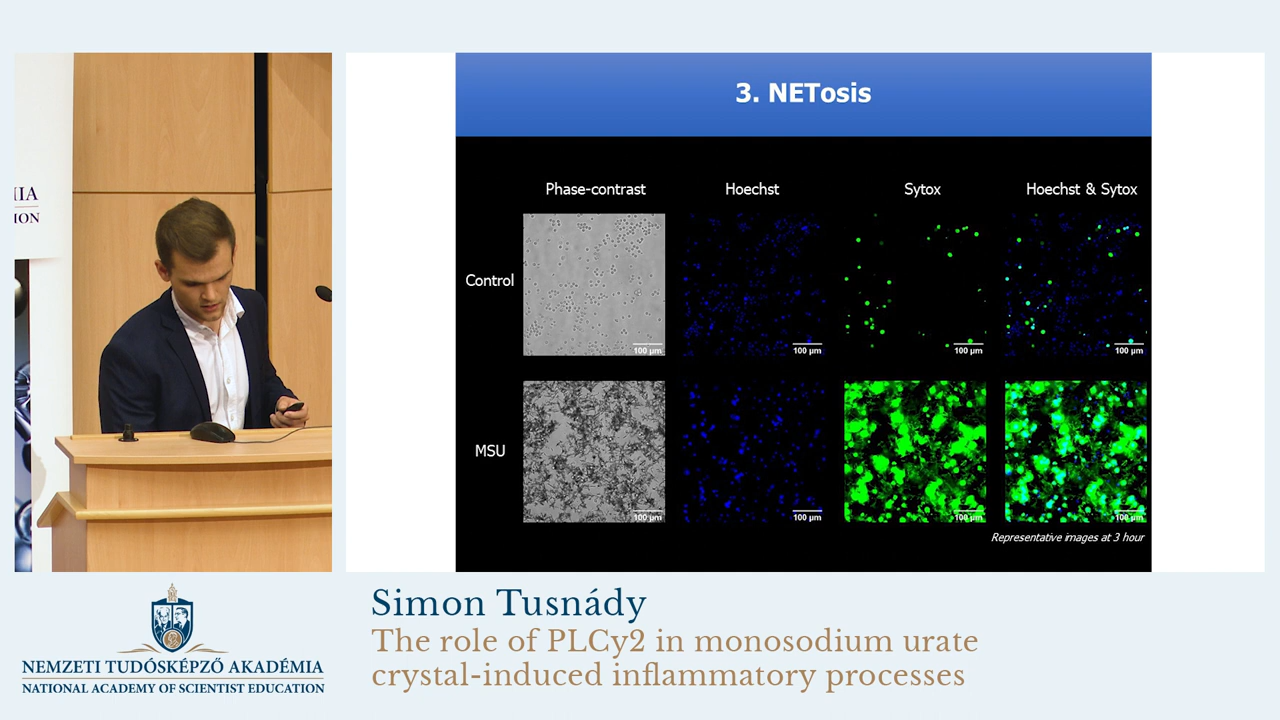 IA
ION
3. NETosis
Phase-contrast Hoechst Sytox Hoechst & Sytox
Control
100 µm 100 µm 100 µm 100 µm
MSU
100 µm 100 µm 100 µm 100 µm
Representative images at 3 hour
Simon Tusnády
The role of PLCy2 in monosodium urate
crystal-induced inflammatory processes
NEMZETI TUDÓSKÉPZŐ AKADÉMIA
NATIONAL ACADEMY OF SCIENTIST EDUCATION